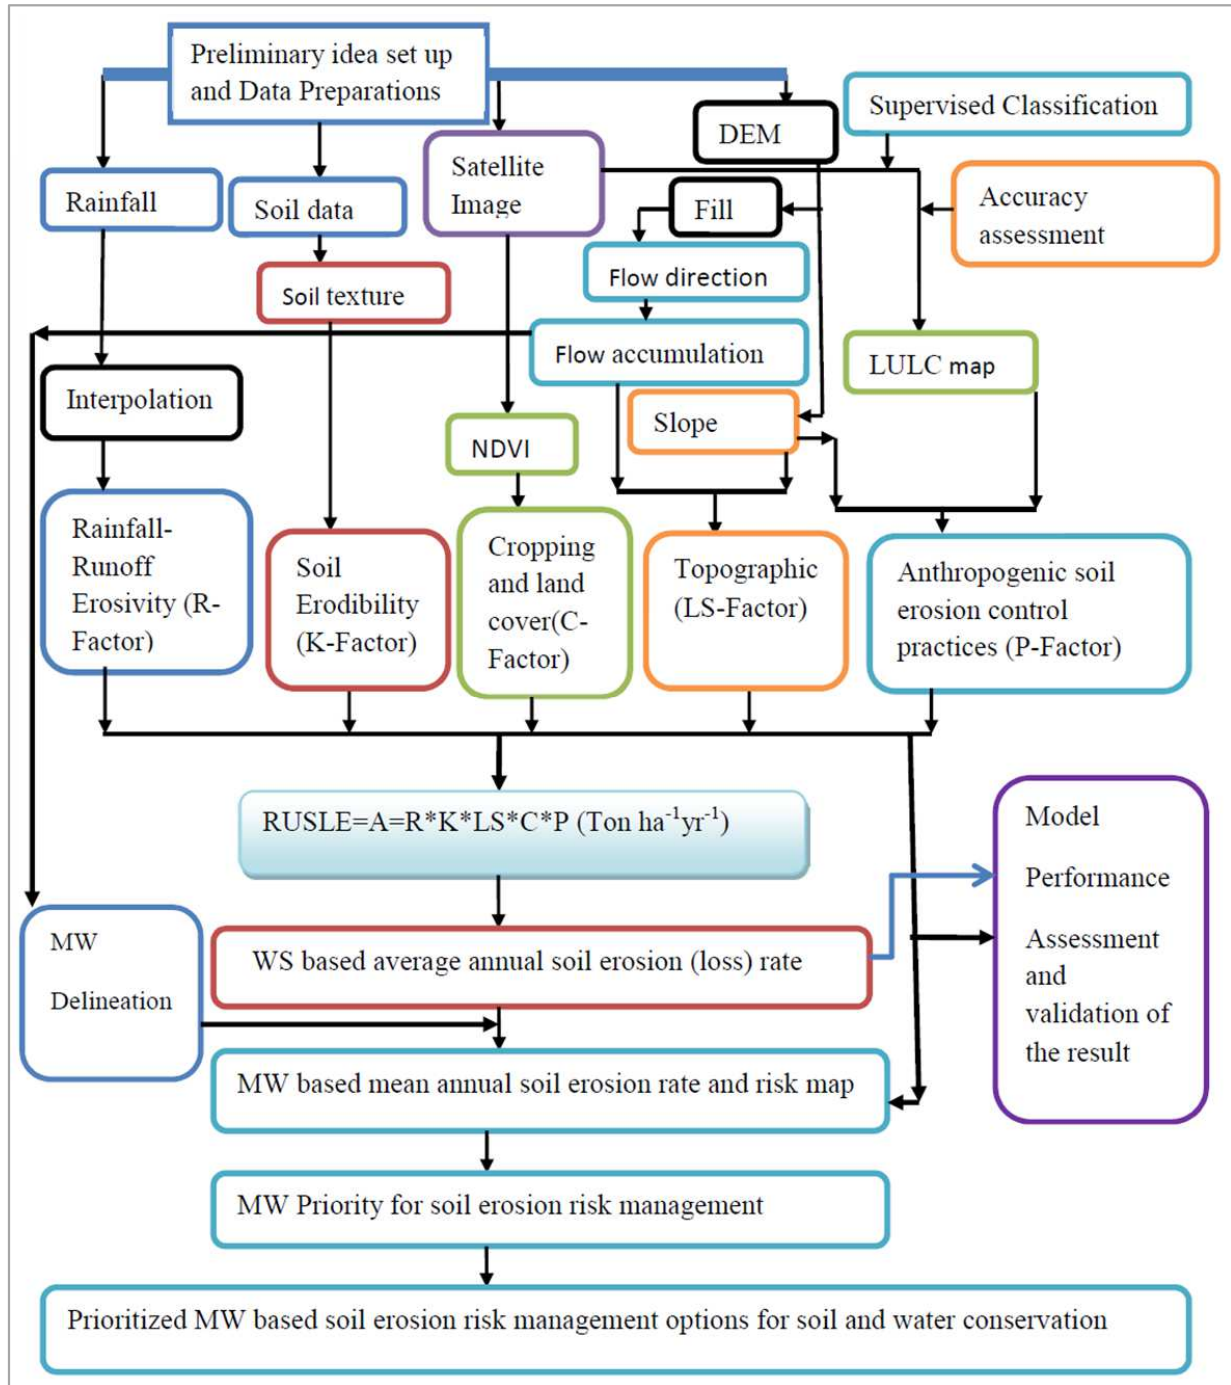 Preliminary idea set up
and Data Preparations
Supervised Classification
DEM
Satellite
Image
Rainfall
Soil data
Fill
Accuracy
assessment
Flow direction
Soil texture
Flow accumulation
LULC map
Interpolation
Slope
NDVI
Rainfall-
Runoff
Erosivity (R-
Factor)
Soil
Erodibility
(K-Factor)
Cropping
and land
cover(C-
Factor)
Topographic
(LS-Factor)
Anthropogenic soil
erosion control
practices (P-Factor)
RUSLE=A=R*K*LS*C*P (Ton ha⁻¹yr⁻¹)
Model
Performance
Assessment
and
validation of
the result
MW
Delineation
WS based average annual soil erosion (loss) rate
MW based mean annual soil erosion rate and risk map
MW Priority for soil erosion risk management
Prioritized MW based soil erosion risk management options for soil and water conservation